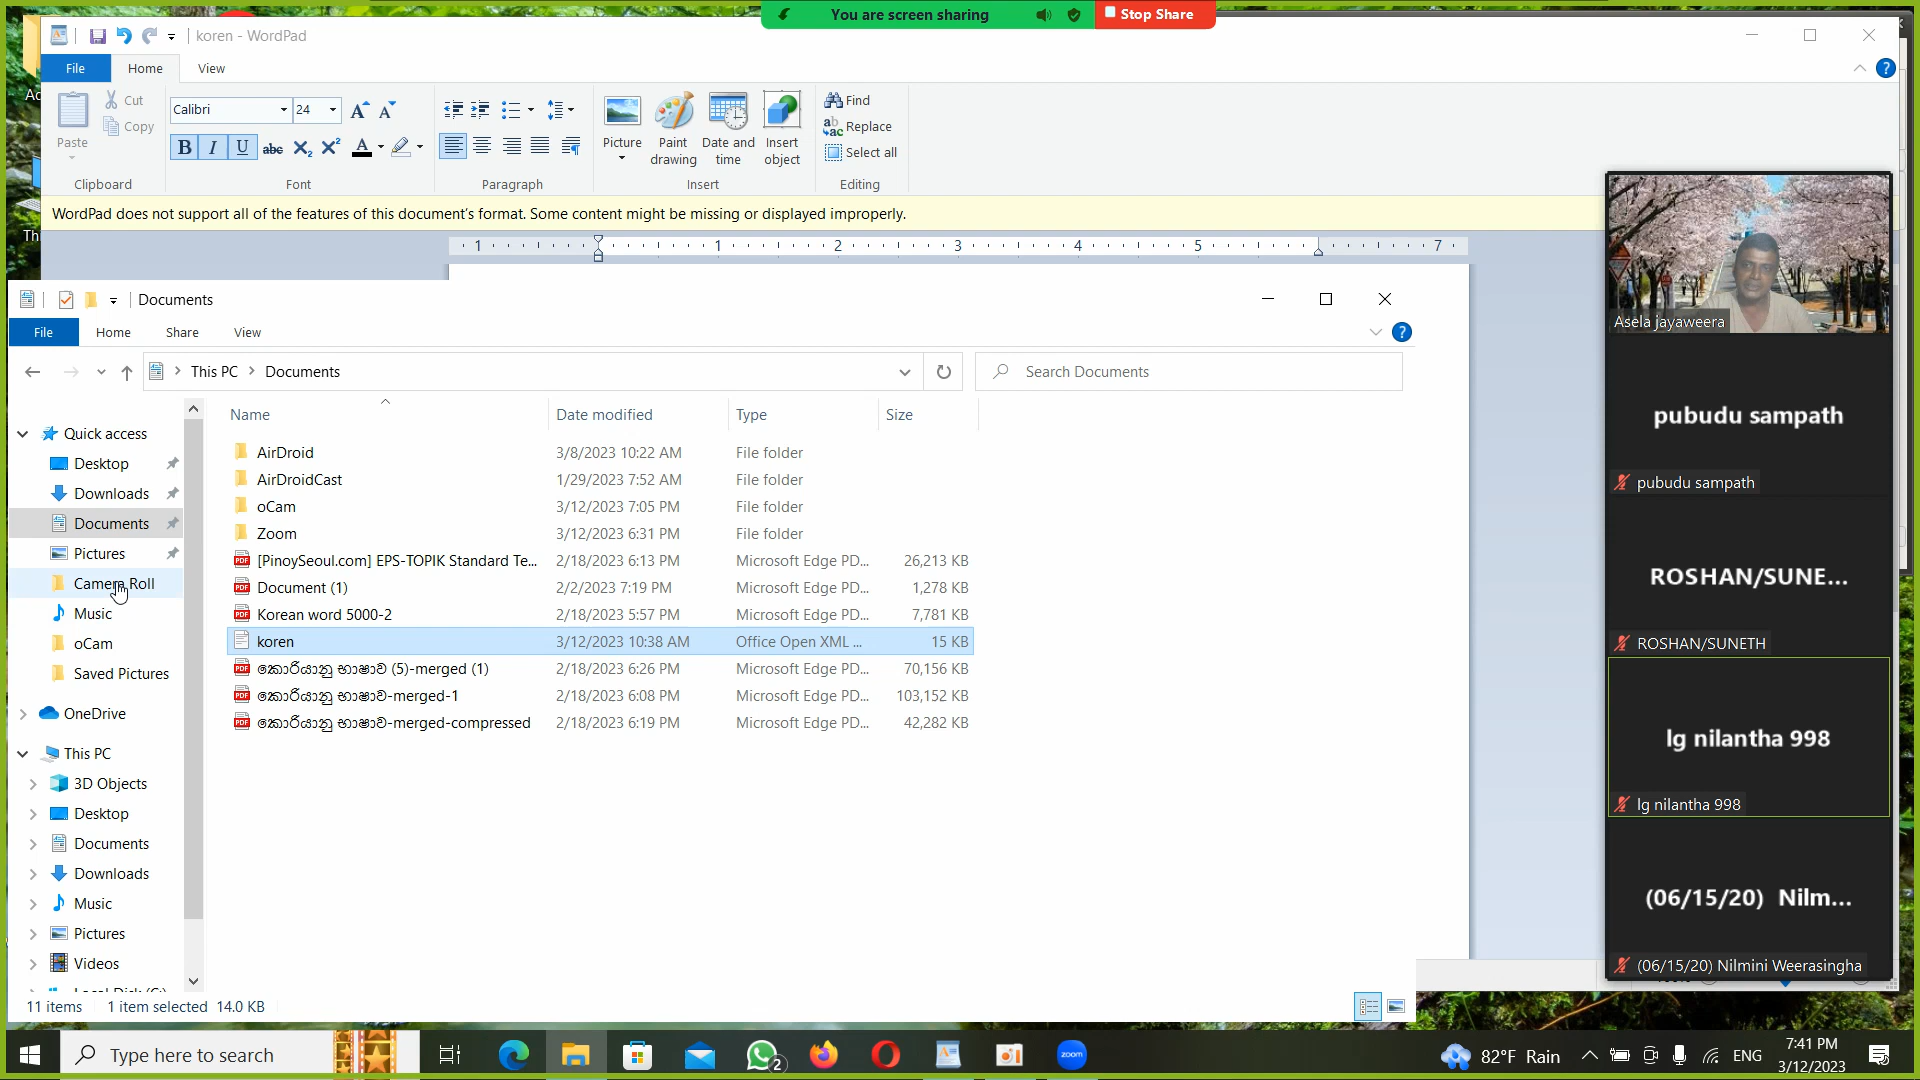 You are screen sharing
Stop Share
koren - WordPad
File
Home
View
Paste
Cut
Copy
Clipboard
Calibri
24
B I U abc X₂ X² A
Font
Paragraph
Picture
Paint drawing
Date and time
Insert object
Insert
Find
Replace
Select all
Editing
WordPad does not support all of the features of this document's format. Some content might be missing or displayed improperly.
1 1 2 3 4 5 7
Documents
File
Home
Share
View
This PC > Documents
Search Documents
Quick access
Desktop
Downloads
Documents
Pictures
Camera Roll
Music
oCam
Saved Pictures
OneDrive
This PC
3D Objects
Desktop
Documents
Downloads
Music
Pictures
Videos
Name Date modified Type Size
AirDroid 3/8/2023 10:22 AM File folder
AirDroidCast 1/29/2023 7:52 AM File folder
oCam 3/12/2023 7:05 PM File folder
Zoom 3/12/2023 6:31 PM File folder
[PinoySeoul.com] EPS-TOPIK Standard Te... 2/18/2023 6:13 PM Microsoft Edge PD... 26,213 KB
Document (1) 2/2/2023 7:19 PM Microsoft Edge PD... 1,278 KB
Korean word 5000-2 2/18/2023 5:57 PM Microsoft Edge PD... 7,781 KB
koren 3/12/2023 10:38 AM Office Open XML ... 15 KB
කොරියානු භාෂාව (5)-merged (1) 2/18/2023 6:26 PM Microsoft Edge PD... 70,156 KB
කොරියානු භාෂාව-merged-1 2/18/2023 6:08 PM Microsoft Edge PD... 103,152 KB
කොරියානු භාෂාව-merged-compressed 2/18/2023 6:19 PM Microsoft Edge PD... 42,282 KB
11 items
1 item selected 14.0 KB
Asela jayaweera
pubudu sampath
pubudu sampath
ROSHAN/SUNE...
ROSHAN/SUNETH
lg nilantha 998
lg nilantha 998
(06/15/20) Nilm...
(06/15/20) Nilmini Weerasingha
Type here to search
2
zoom
82°F Rain
ENG
7:41 PM
3/12/2023